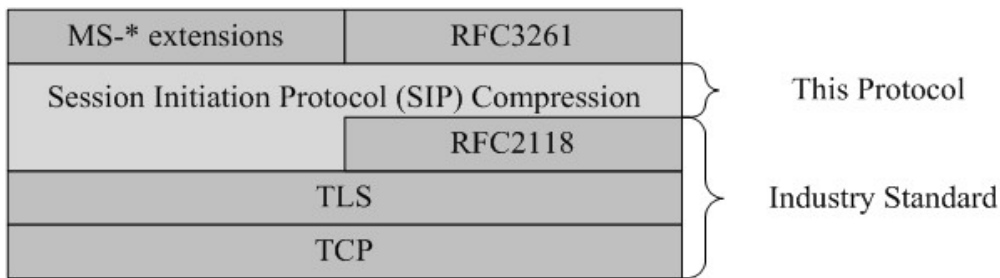 MS-* extensions
RFC3261
Session Initiation Protocol (SIP) Compression
This Protocol
RFC2118
TLS
Industry Standard
TCP